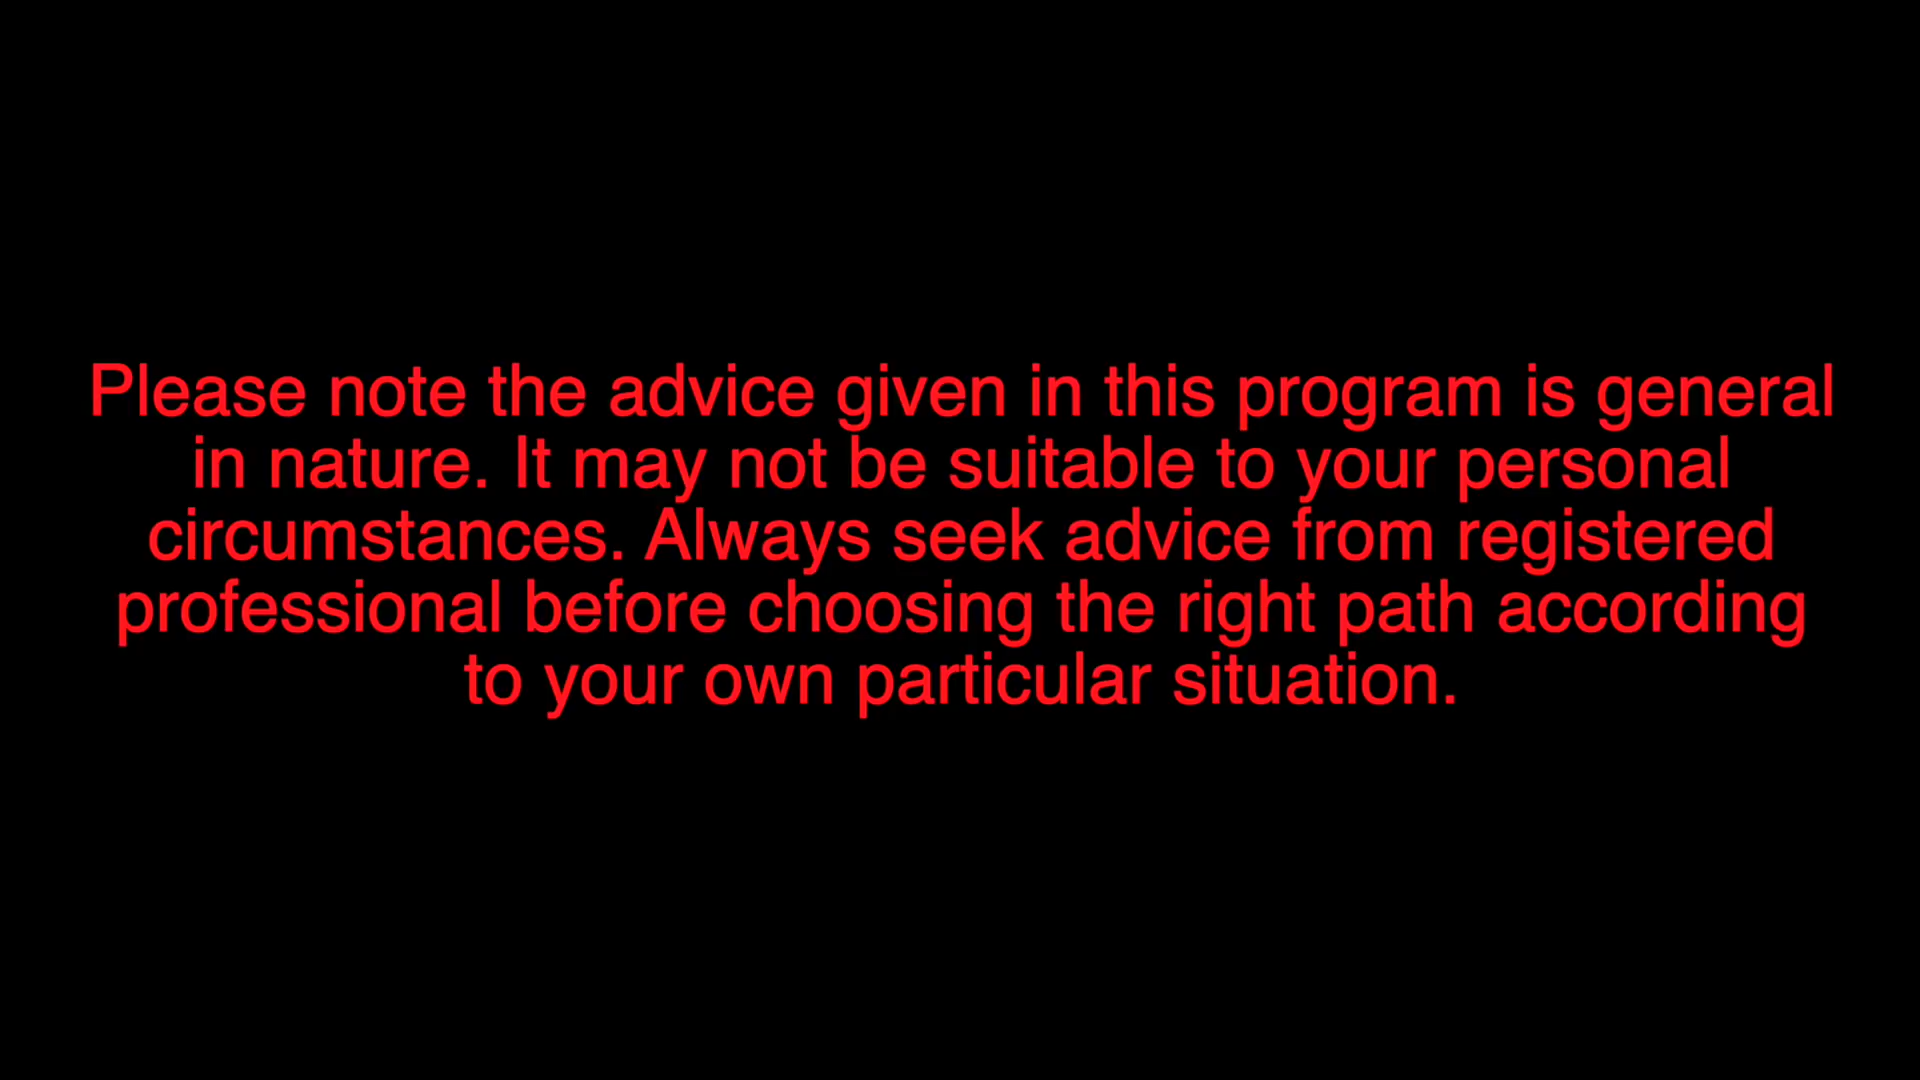 Please note the advice given in this program is general
in nature. It may not be suitable to your personal
circumstances. Always seek advice from registered
professional before choosing the right path according
to your own particular situation.